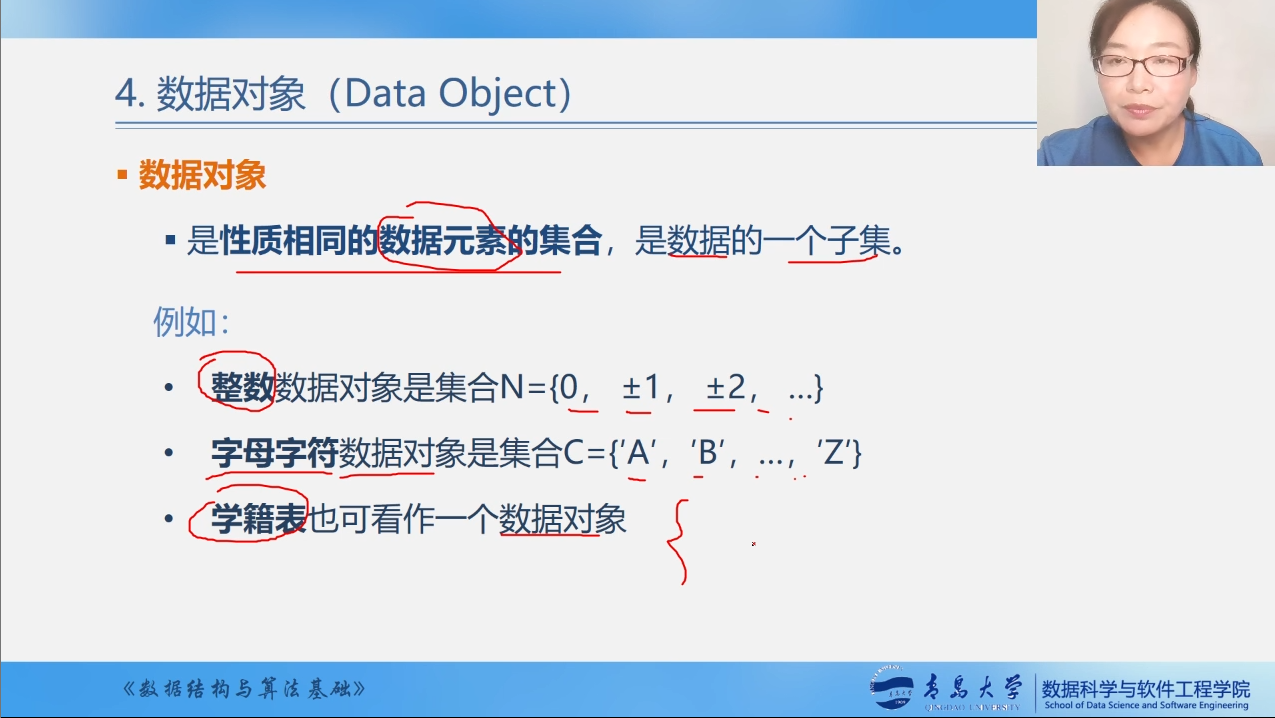 4. 数据对象（Data Object）
▪ 数据对象
▪ 是性质相同的数据元素的集合，是数据的一个子集。
例如：
• 整数数据对象是集合N={0， ±1， ±2， …}
• 字母字符数据对象是集合C={'A'，'B'，…，'Z'}
• 学籍表也可看作一个数据对象
《数据结构与算法基础》
青岛大学
QINGDAO UNIVERSITY
数据科学与软件工程学院
School of Data Science and Software Engineering